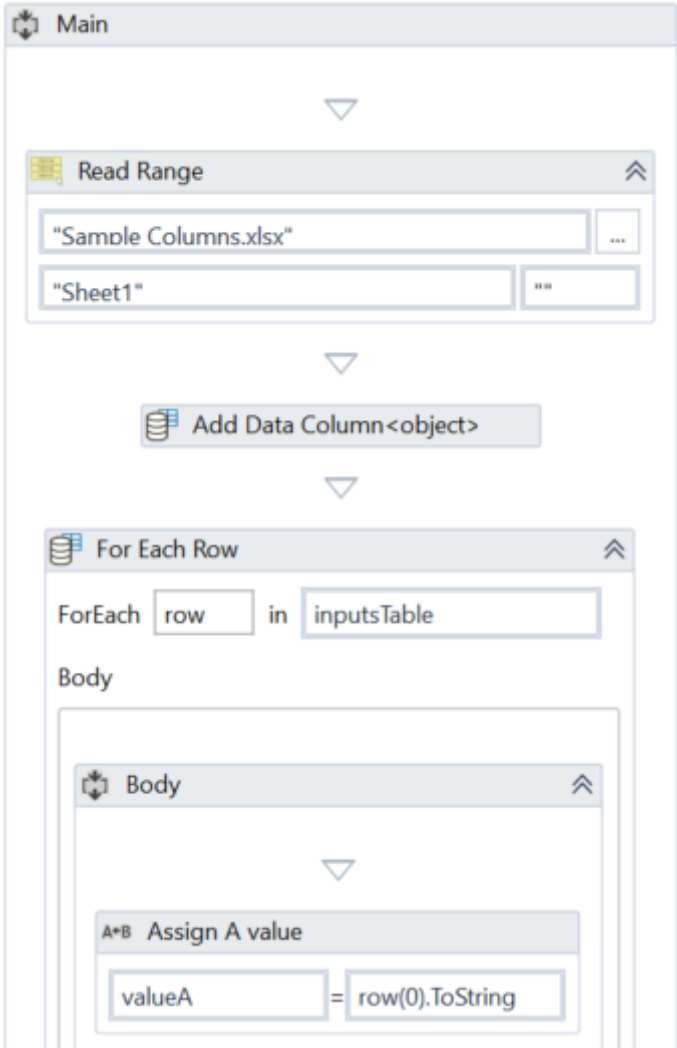 Main
Read Range
"Sample Columns.xlsx"
...
"Sheet1" ""
Add Data Column<object>
For Each Row
ForEach row in inputsTable
Body
Body
A←B Assign A value
valueA = row(0).ToString